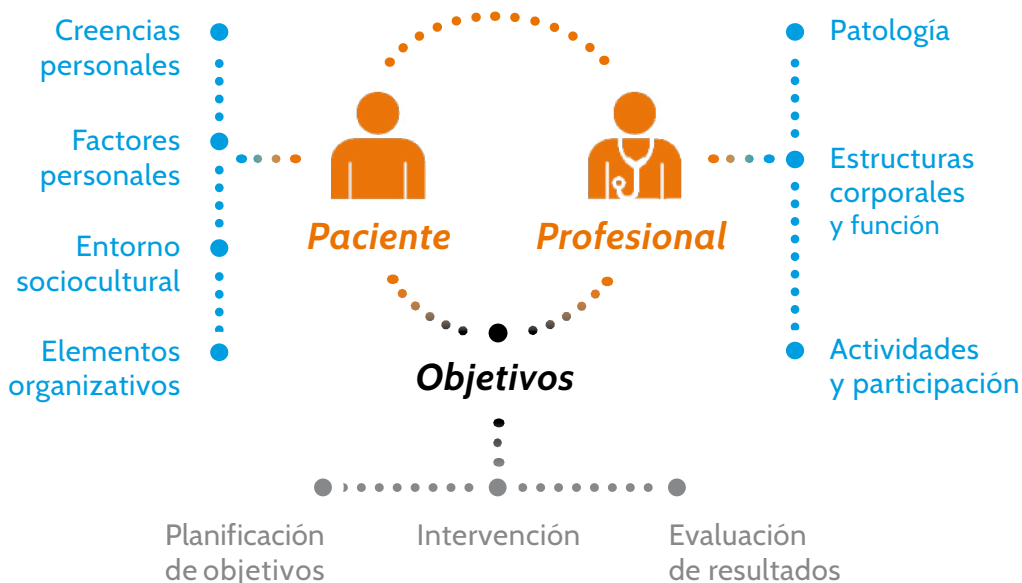 Creencias
personales
Factores
personales
Entorno
sociocultural
Elementos
organizativos
Paciente
Profesional
Objetivos
Patología
Estructuras
corporales
y función
Actividades
y participación
Planificación
de objetivos
Intervención
Evaluación
de resultados